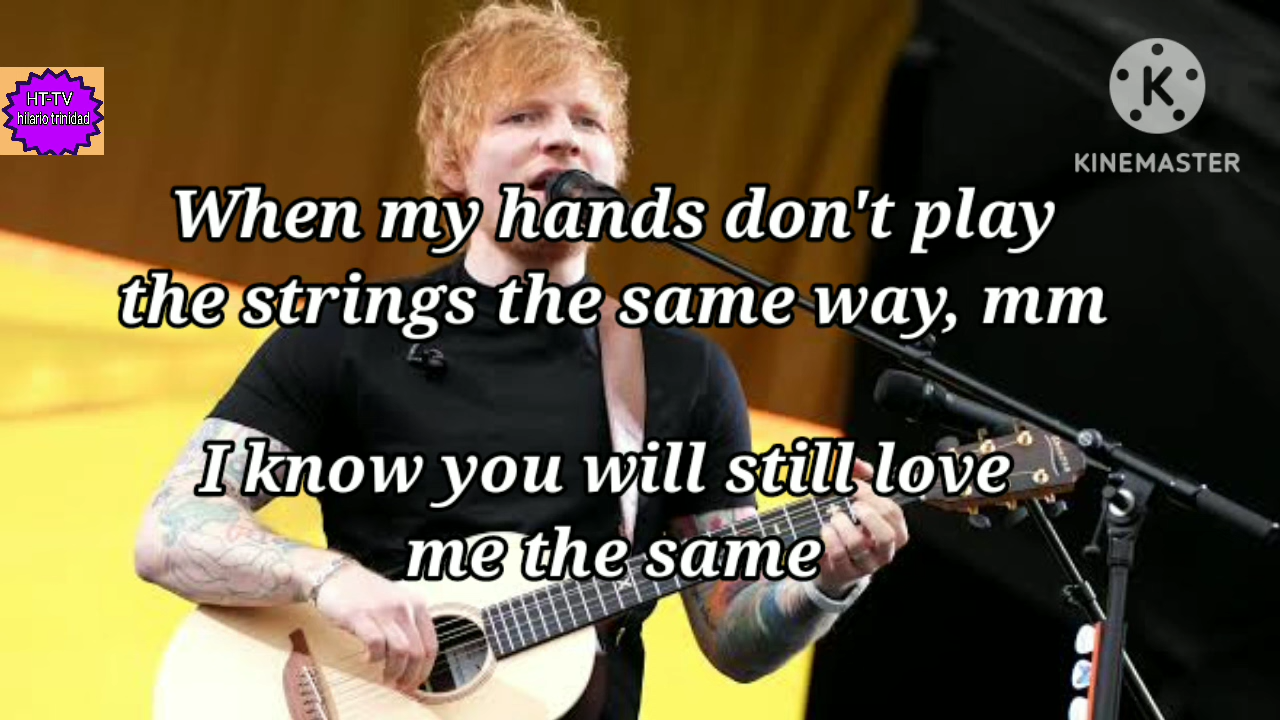 HT-TV
hilario trinidad
KINEMASTER
When my hands don't play
the strings the same way, mm
I know you will still love
me the same